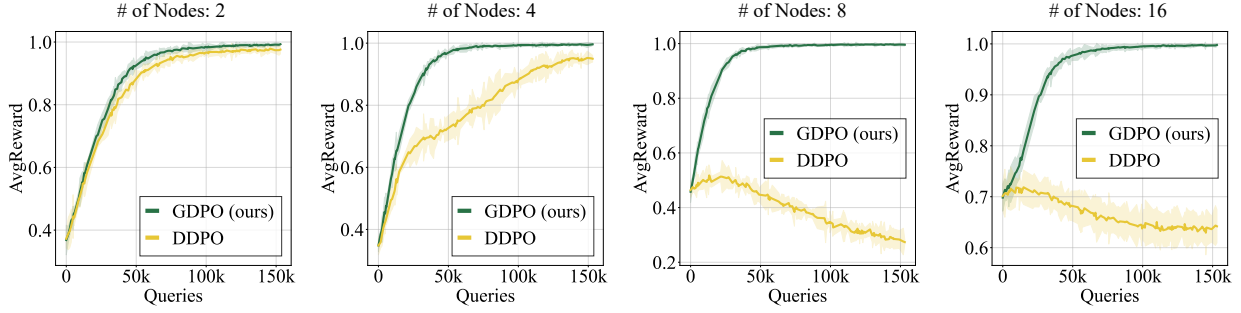 # of Nodes: 2
AvgReward
1.0
0.8
0.6
0.4
GDPO (ours)
DDPO
0 50k 100k 150k
Queries
# of Nodes: 4
AvgReward
1.0
0.8
0.6
0.4
GDPO (ours)
DDPO
0 50k 100k 150k
Queries
# of Nodes: 8
AvgReward
1.0
0.8
0.6
0.4
0.2
GDPO (ours)
DDPO
0 50k 100k 150k
Queries
# of Nodes: 16
AvgReward
1.0
0.9
0.8
0.7
0.6
GDPO (ours)
DDPO
0 50k 100k 150k
Queries